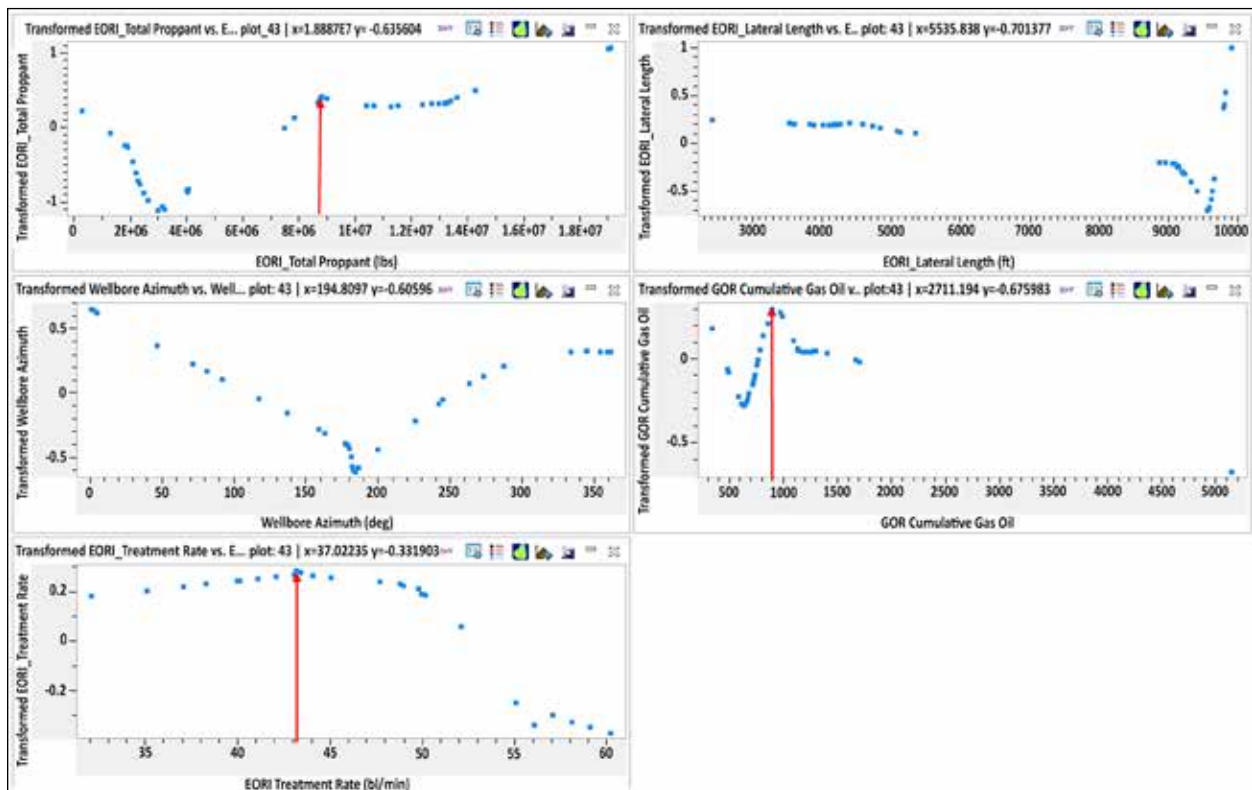 Transformed EORI_Total Proppant vs. E... plot_43 | x=1.8887E7 y= -0.635604
Transformed EORI_Total Proppant
1
0
-1
0 2E+06 4E+06 6E+06 8E+06 1E+07 1.2E+07 1.4E+07 1.6E+07 1.8E+07
EORI_Total Proppant (lbs)
Transformed EORI_Lateral Length vs. E.. plot: 43 | x=5535.838 y=-0.701377
Transformed EORI_Lateral Length
1
0.5
0
-0.5
3000 4000 5000 6000 7000 8000 9000 10000
EORI_Lateral Length (ft)
Transformed Wellbore Azimuth vs. Well... plot: 43 | x=194.8097 y=-0.60596
Transformed Wellbore Azimuth
0.5
0
-0.5
0 50 100 150 200 250 300 350
Wellbore Azimuth (deg)
Transformed GOR Cumulative Gas Oil v.. plot:43 | x=2711.194 y=-0.675983
Transformed GOR Cumulative Gas Oil
0
-0.5
500 1000 1500 2000 2500 3000 3500 4000 4500 5000
GOR Cumulative Gas Oil
Transformed EORI_Treatment Rate vs. E... plot: 43 | x=37.02235 y=-0.331903
Transformed EORI_Treatment Rate
0.2
0
-0.2
35 40 45 50 55 60
EORI Treatment Rate (bl/min)